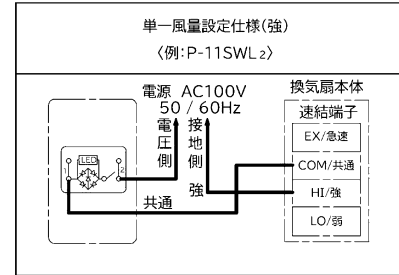 単一風量設定仕様(強)
〈例:P-11SWL2〉
電源 AC100V
50 / 60Hz
電圧側
接地側
強
共通
LED
1
2
換気扇本体
速結端子
EX/急速
COM/共通
HI/強
LO/弱